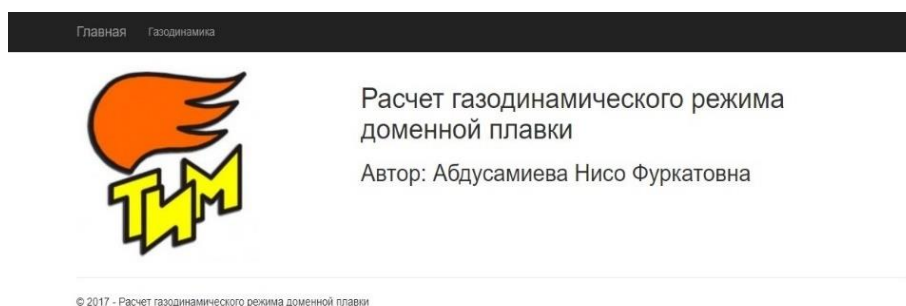 Главная Газодинамика
ТИМ
Расчет газодинамического режима
доменной плавки
Автор: Абдусамиева Нисо Фуркатовна
© 2017 - Расчет газодинамического режима доменной плавки